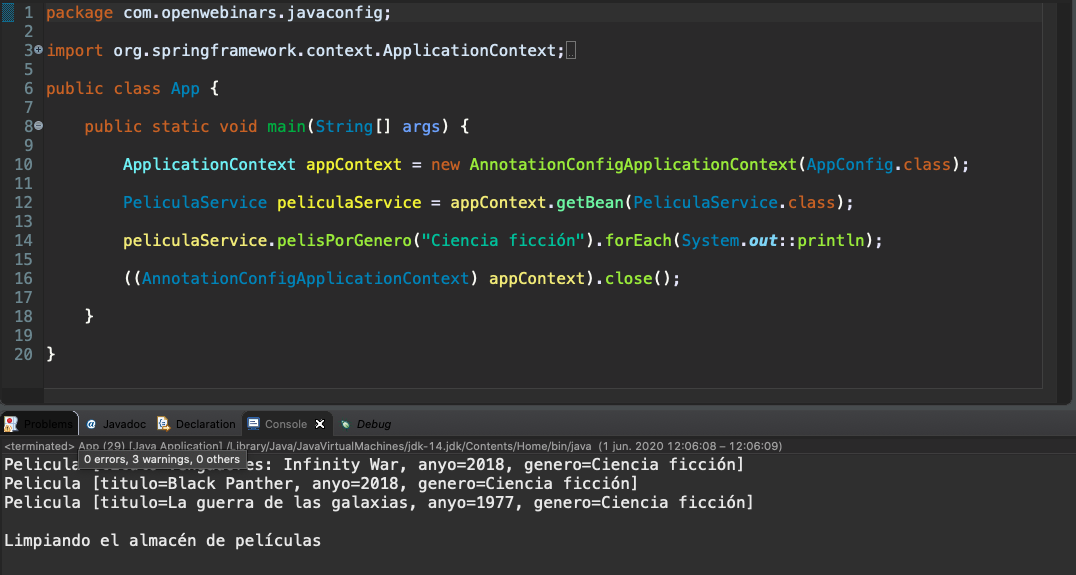 1 package com.openwebinars.javaconfig;
2
3 import org.springframework.context.ApplicationContext;
5
6 public class App {
7
8 public static void main(String[] args) {
9
10 ApplicationContext appContext = new AnnotationConfigApplicationContext(AppConfig.class);
11
12 PeliculaService peliculaService = appContext.getBean(PeliculaService.class);
13
14 peliculaService.pelisPorGenero("Ciencia ficción").forEach(System.out::println);
15
16 ((AnnotationConfigApplicationContext) appContext).close();
17
18 }
19
20 }
Problems Javadoc Declaration Console Debug
<terminated> App (29) [Java Application] /Library/Java/JavaVirtualMachines/jdk-14.jdk/Contents/Home/bin/java (1 jun. 2020 12:06:08 – 12:06:09)
0 errors, 3 warnings, 0 others
Pelicula Infinity War, anyo=2018, genero=Ciencia ficción]
Pelicula [titulo=Black Panther, anyo=2018, genero=Ciencia ficción]
Pelicula [titulo=La guerra de las galaxias, anyo=1977, genero=Ciencia ficción]
Limpiando el almacén de películas